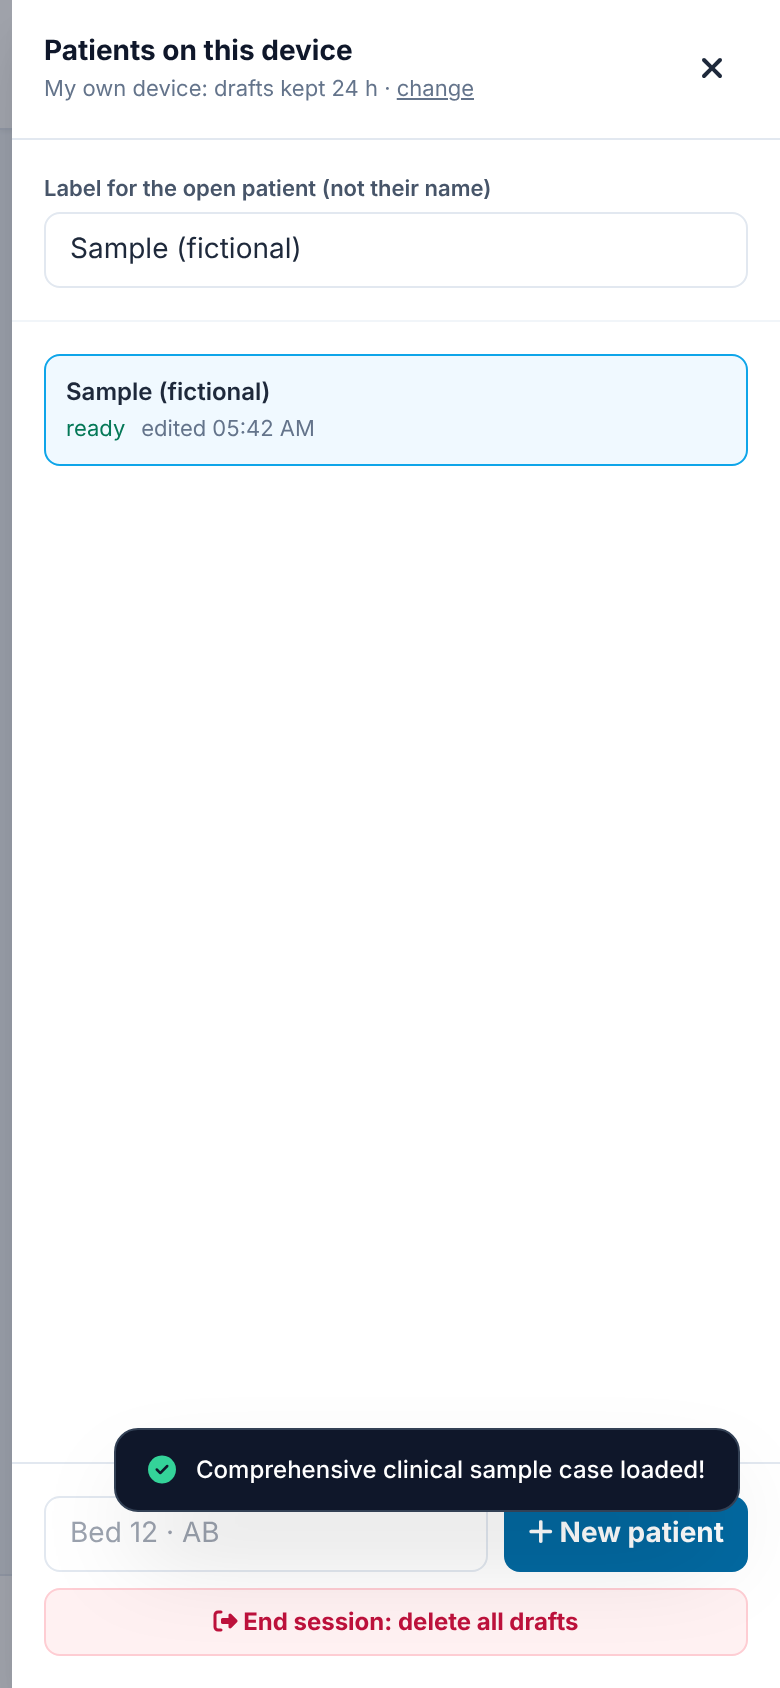 Patients on this device
My own device: drafts kept 24 h · change
Label for the open patient (not their name)
Sample (fictional)
Sample (fictional)
ready edited 05:42 AM
Comprehensive clinical sample case loaded!
Bed 12 · AB
New patient
End session: delete all drafts